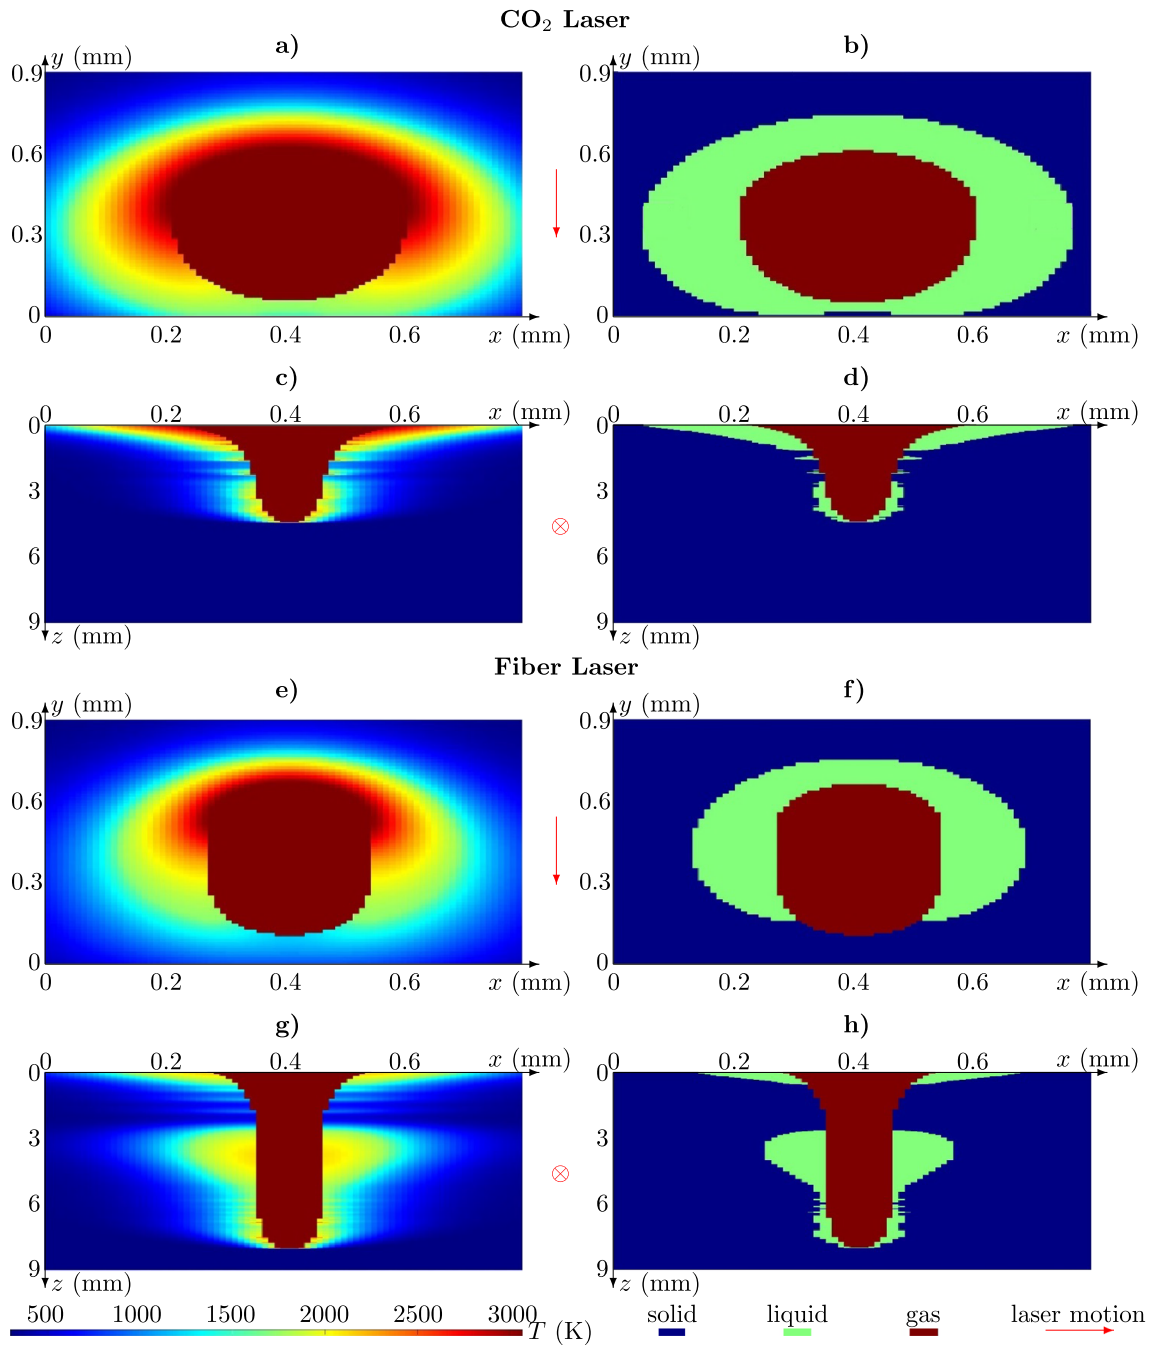 CO₂ Laser
a) b)
y (mm) y (mm)
0.9 0.9
0.6 0.6
0.3 0.3
0 0
0 0.2 0.4 0.6 x (mm) 0 0.2 0.4 0.6 x (mm)
c) d)
0 0.2 0.4 0.6 x (mm) 0 0.2 0.4 0.6 x (mm)
0 0
3 3
6 6
9 9
z (mm) z (mm)
Fiber Laser
e) f)
y (mm) y (mm)
0.9 0.9
0.6 0.6
0.3 0.3
0 0
0 0.2 0.4 0.6 x (mm) 0 0.2 0.4 0.6 x (mm)
g) h)
0 0.2 0.4 0.6 x (mm) 0 0.2 0.4 0.6 x (mm)
0 0
3 3
6 6
9 9
z (mm) z (mm)
500 1000 1500 2000 2500 3000 T (K) solid liquid gas laser motion